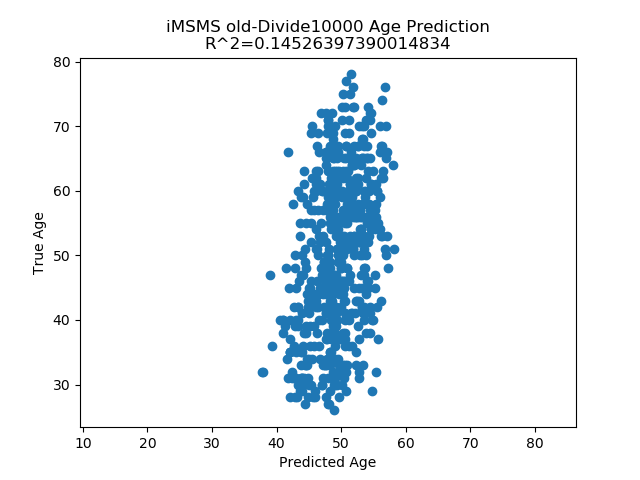 iMSMS old-Divide10000 Age Prediction
R^2=0.14526397390014834
80
70
60
50
40
30
True Age
10 20 30 40 50 60 70 80
Predicted Age